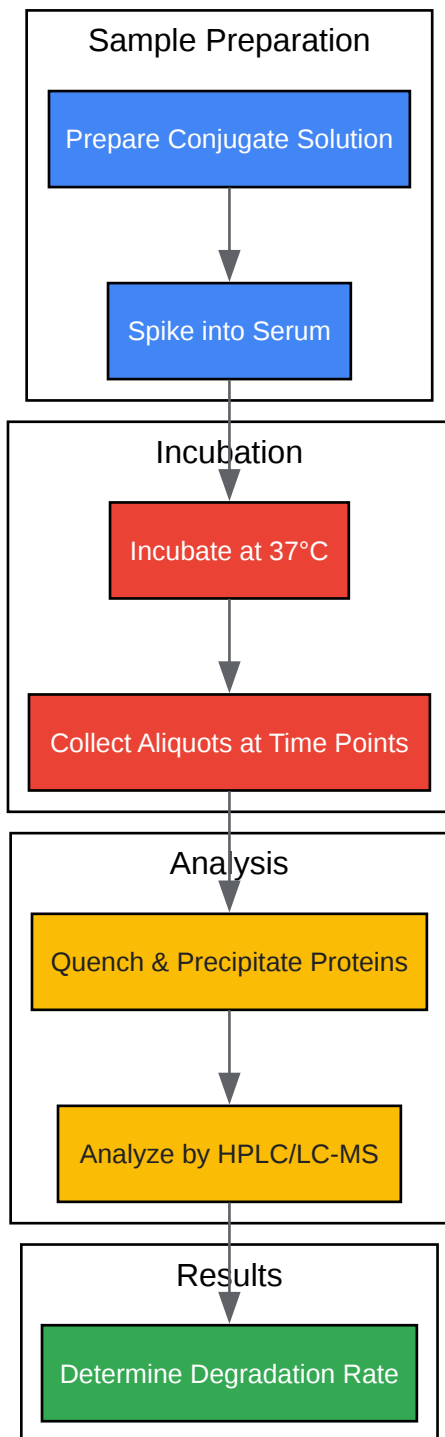 Sample Preparation
Prepare Conjugate Solution
Spike into Serum
Incubation
Incubate at 37°C
Collect Aliquots at Time Points
Analysis
Quench & Precipitate Proteins
Analyze by HPLC/LC-MS
Results
Determine Degradation Rate